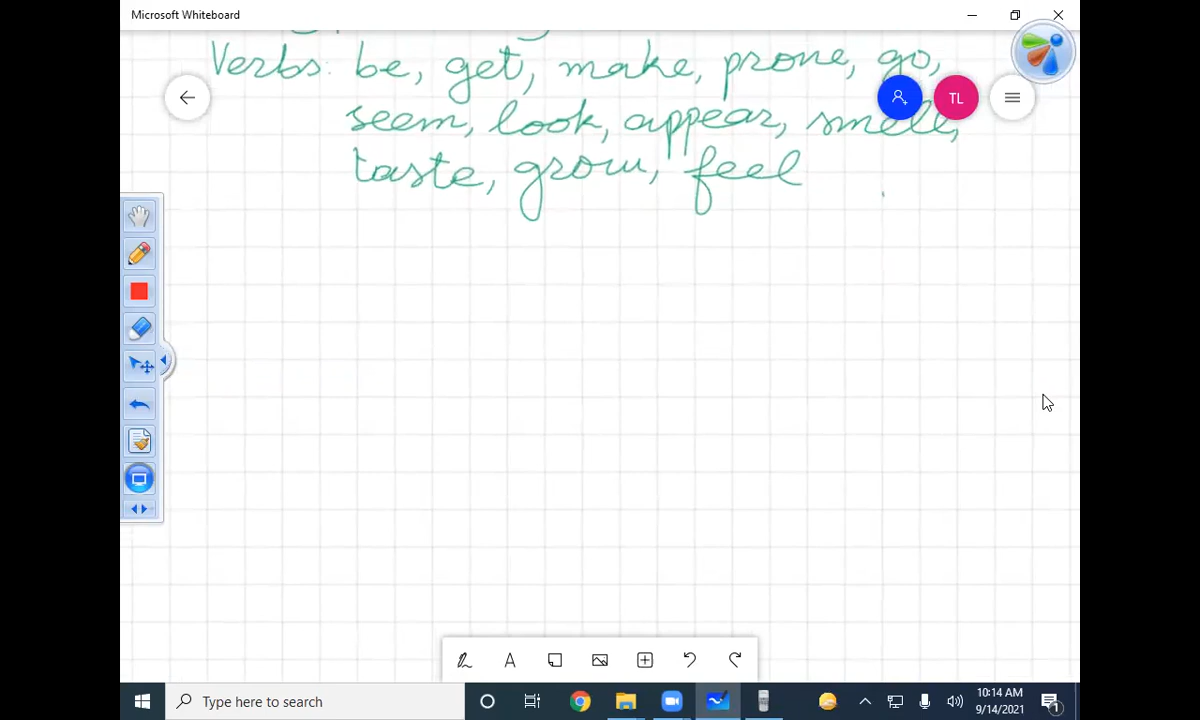 Microsoft Whiteboard
Verbs: be, get, make, prone, go,
TL
seem, look, appear, smell,
taste, grow, feel
Type here to search
10:14 AM
9/14/2021
1